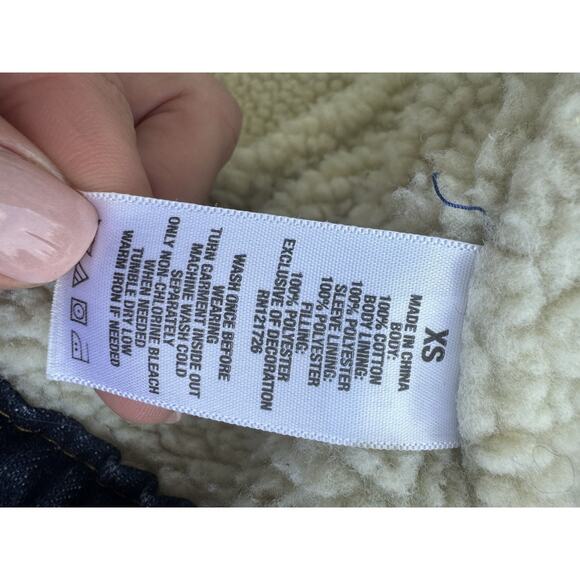 XS
MADE IN CHINA
BODY:
100% COTTON
BODY LINING:
100% POLYESTER
SLEEVE LINING:
100% POLYESTER
FILLING:
100% POLYESTER
EXCLUSIVE OF DECORATION
RN 121726
WASH ONCE BEFORE
WEARING
TURN GARMENT INSIDE OUT
MACHINE WASH COLD
SEPARATELY
ONLY NON-CHLORINE BLEACH
WHEN NEEDED
TUMBLE DRY LOW
WARM IRON IF NEEDED